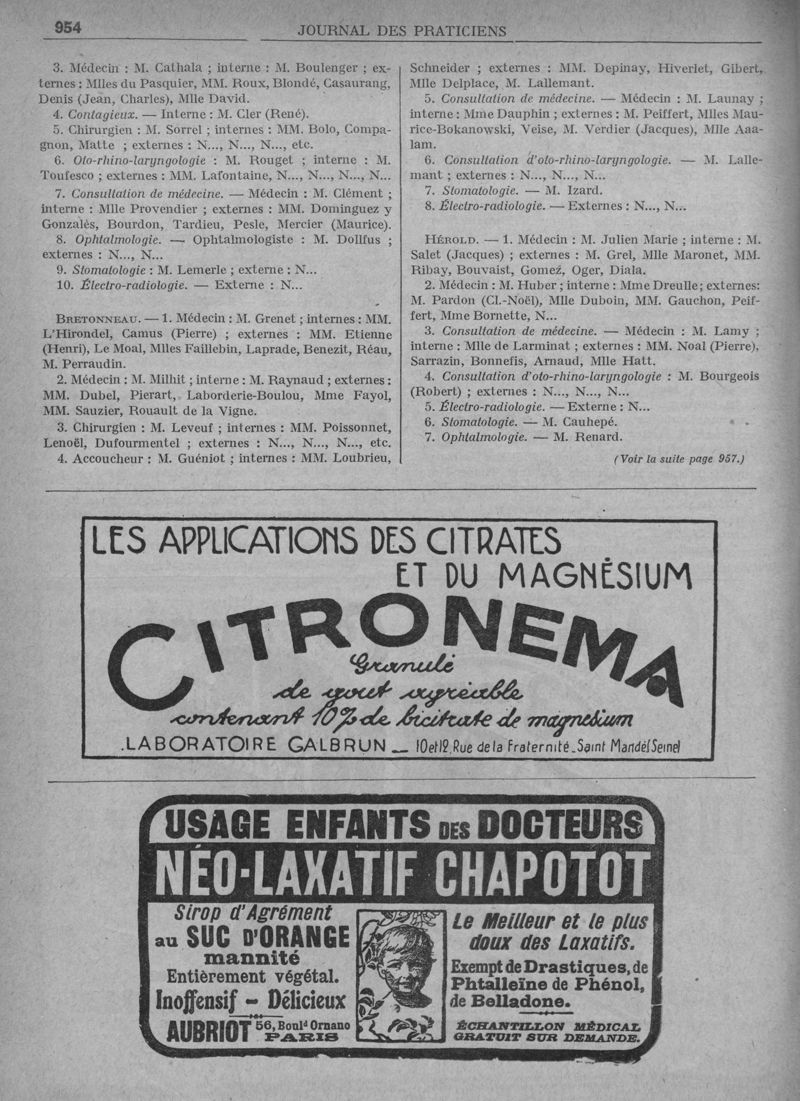 954
JOURNAL DES PRATICIENS
3. Médecin : M. Cathala ; interne : M. Boulenger ; ex-
ternes : Mlles du Pasquier, MM. Roux, Blondé, Casaurang,
Denis (Jean, Charles), Mlle David.
4. Contagieux. — Interne : M. Cler (René).
5. Chirurgien : M. Sorrel ; internes : MM. Bolo, Compa-
gnon, Matte ; externes : N..., N..., N..., etc.
6. Oto-rhino-laryngologie : M. Rouget ; interne : M.
Toufesco ; externes : MM. Lafontaine, N..., N..., N..., N...
7. Consultation de médecine. — Médecin : M. Clément ;
interne : Mlle Provendier ; externes : MM. Dominguez y
Gonzalès, Bourdon, Tardieu, Pesle, Mercier (Maurice).
8. Ophtalmologie. — Ophtalmologiste : M. Dollfus ;
externes : N..., N...
9. Stomatologie : M. Lemerle ; externe : N...
10. Électro-radiologie. — Externe : N...
BRETONNEAU. — 1. Médecin : M. Grenet ; internes : MM.
L'Hirondel, Camus (Pierre) ; externes : MM. Etienne
(Henri), Le Moal, Mlles Faillebin, Laprade, Benezit, Réau,
M. Perraudin.
2. Médecin : M. Milhit ; interne : M. Raynaud ; externes :
MM. Dubel, Pierart, Laborderie-Boulou, Mme Fayol,
MM. Sauzier, Rouault de la Vigne.
3. Chirurgien : M. Leveuf ; internes : MM. Poissonnet,
Lenoël, Dufourmentel ; externes : N..., N..., N..., etc.
4. Accoucheur : M. Guéniot ; internes : MM. Loubrieu,
Schneider ; externes : MM. Depinay, Hiverlet, Gibert,
Mlle Delplace, M. Lallemant.
5. Consultation de médecine. — Médecin : M. Launay ;
interne : Mme Dauphin ; externes : M. Peiffert, Mlles Mau-
rice-Bokanowski, Veise, M. Verdier (Jacques), Mlle Aaa-
lam.
6. Consultation d'oto-rhino-laryngologie. — M. Lalle-
mant ; externes : N..., N..., N...
7. Stomatologie. — M. Izard.
8. Électro-radiologie. — Externes : N..., N...
HÉROLD. — 1. Médecin : M. Julien Marie ; interne : M.
Salet (Jacques) ; externes : M. Grel, Mlle Maronet, MM.
Ribay, Bouvaist, Gomez, Oger, Diala.
2. Médecin : M. Huber ; interne : Mme Dreulle ; externes:
M. Pardon (Cl.-Noël), Mlle Duboin, MM. Gauchon, Peif-
fert, Mme Bornette, N...
3. Consultation de médecine. — Médecin : M. Lamy ;
interne : Mlle de Larminat ; externes : MM. Noal (Pierre),
Sarrazin, Bonnefis, Arnaud, Mlle Hatt.
4. Consultation d'oto-rhino-laryngologie : M. Bourgeois
(Robert) ; externes : N..., N..., N...
5. Électro-radiologie. — Externe : N...
6. Stomatologie. — M. Cauhepé.
7. Ophtalmologie. — M. Renard.
(Voir la suite page 957.)
LES APPLICATIONS DES CITRATES
ET DU MAGNÉSIUM
CITRONEMA
Granulé
de gout agréable
contenant 10% de bicitrate de magnesium
LABORATOIRE GALBRUN — 10 et 12, Rue de la Fraternité - Saint Mandé (Seine)
USAGE ENFANTS DES DOCTEURS
NÉO-LAXATIF CHAPOTOT
Sirop d'Agrément
au SUC D'ORANGE
mannité
Entièrement végétal.
Inoffensif – Délicieux
AUBRIOT 56, Bould Ornano
PARIS
Le Meilleur et le plus
doux des Laxatifs.
Exempt de Drastiques, de
Phtalleïne de Phénol,
de Belladone.
ÉCHANTILLON MÉDICAL
GRATUIT SUR DEMANDE.